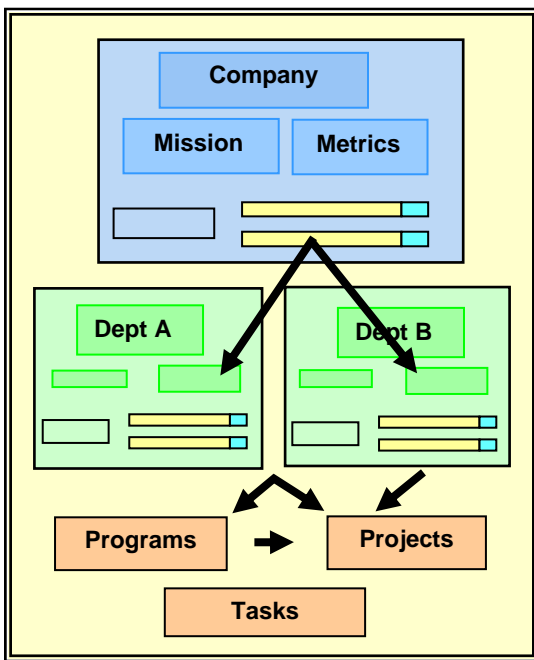 Company
Mission
Metrics
Dept A
Dept B
Programs
Projects
Tasks